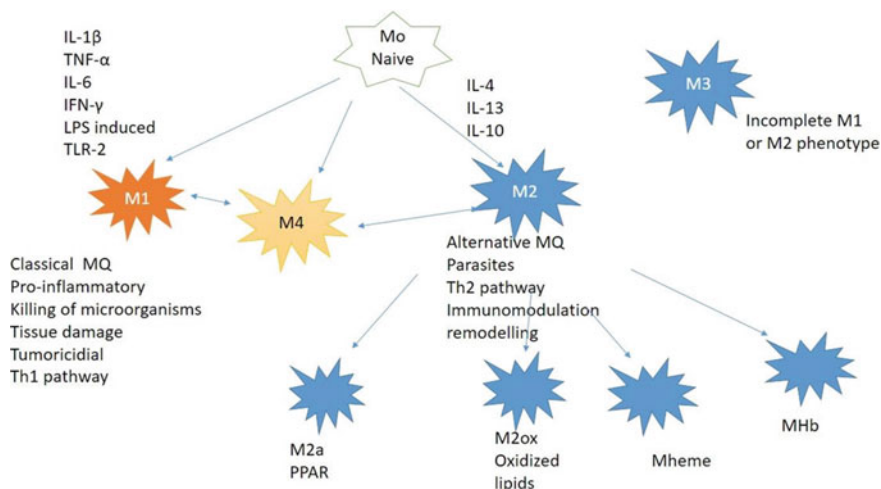 IL-1β
TNF-α
IL-6
IFN-γ
LPS induced
TLR-2
Mo
Naive
IL-4
IL-13
IL-10
M3
Incomplete M1
or M2 phenotype
M1
M4
M2
Classical MQ
Pro-inflammatory
Killing of microorganisms
Tissue damage
Tumoricidial
Th1 pathway
Alternative MQ
Parasites
Th2 pathway
Immunomodulation
remodelling
M2a
PPAR
M2ox
Oxidized
lipids
Mheme
MHb